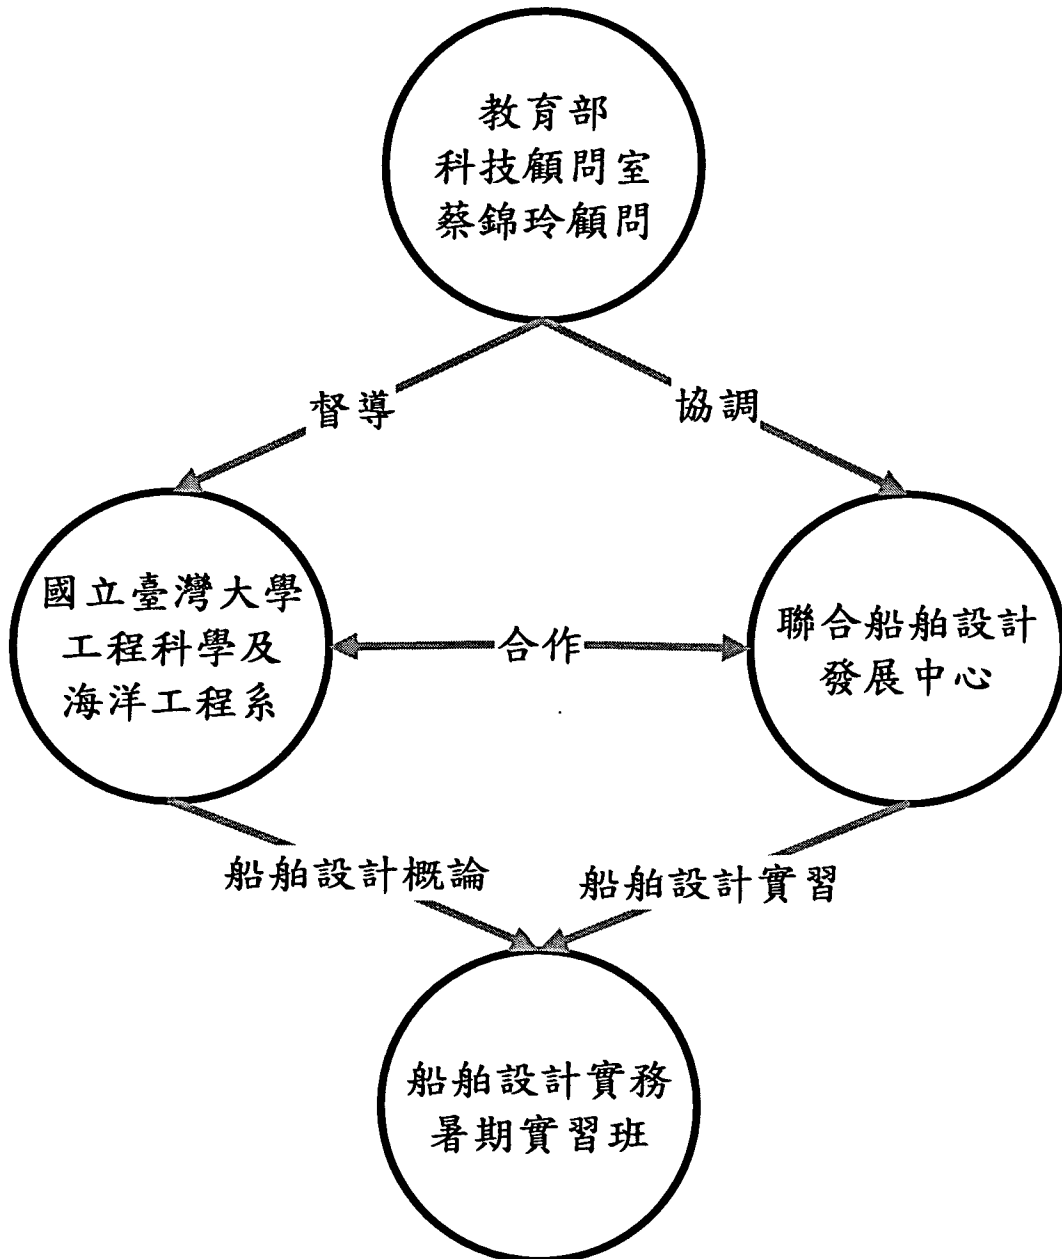 教育部
科技顧問室
蔡錦玲顧問
督導
協調
國立臺灣大學
工程科學及
海洋工程系
合作
聯合船舶設計
發展中心
船舶設計概論
船舶設計實習
船舶設計實務
暑期實習班